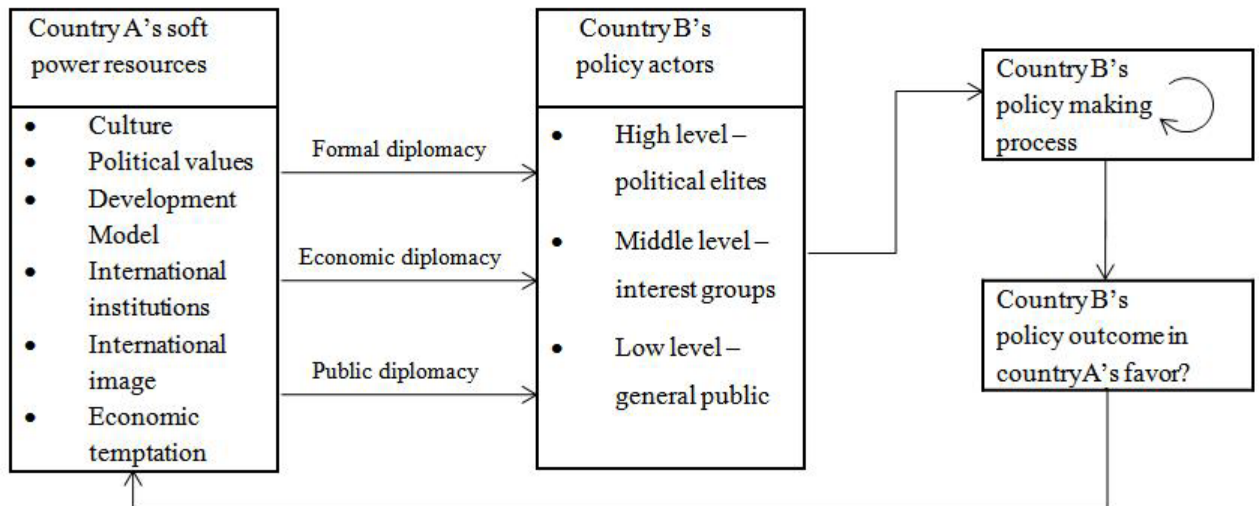 Country A's soft
power resources
• Culture
• Political values
• Development
Model
• International
institutions
• International
image
• Economic
temptation
Formal diplomacy
Economic diplomacy
Public diplomacy
Country B's
policy actors
• High level –
political elites
• Middle level –
interest groups
• Low level –
general public
Country B's
policy making
process
Country B's
policy outcome in
country A's favor?